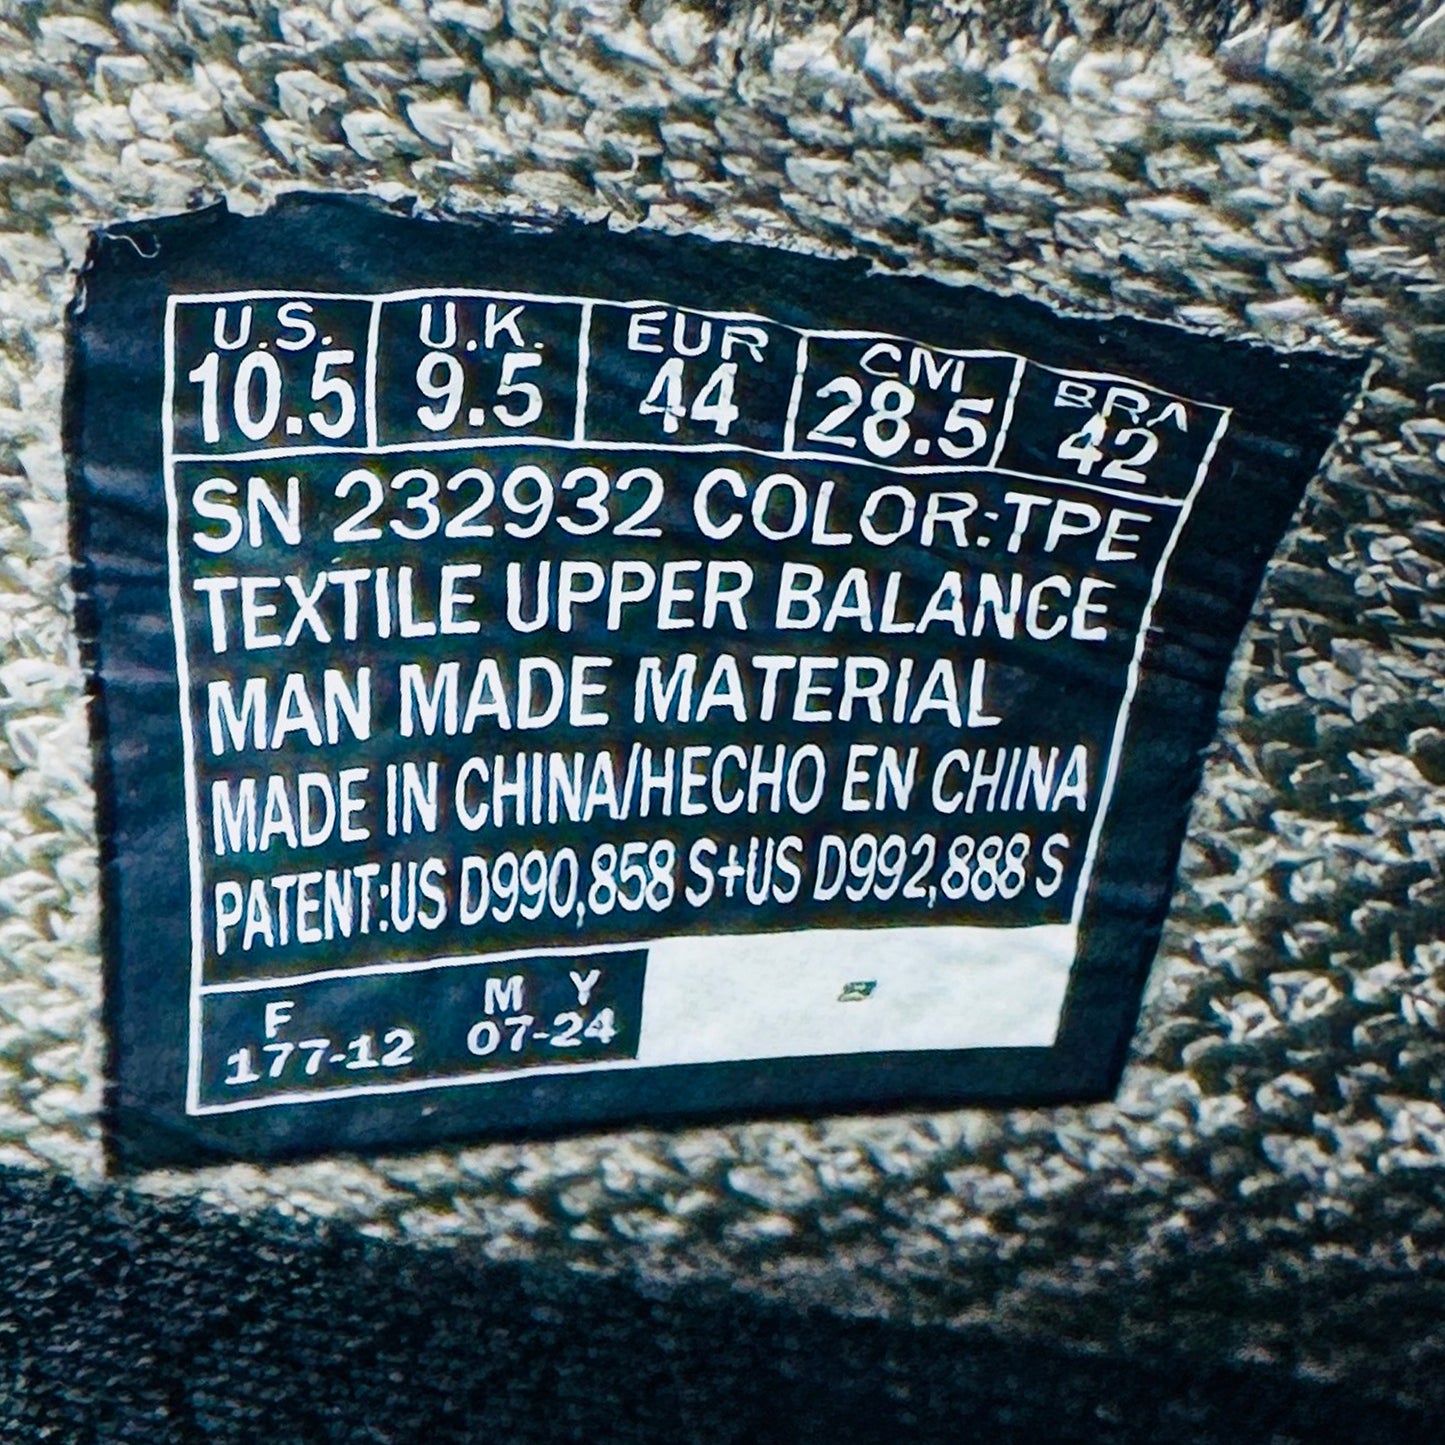 U.S. U.K. EUR CM BRA
10.5 9.5 44 28.5 42
SN 232932 COLOR:TPE
TEXTILE UPPER BALANCE
MAN MADE MATERIAL
MADE IN CHINA/HECHO EN CHINA
PATENT:US D990,858 S+US D992,888 S
F M Y
177-12 07-24